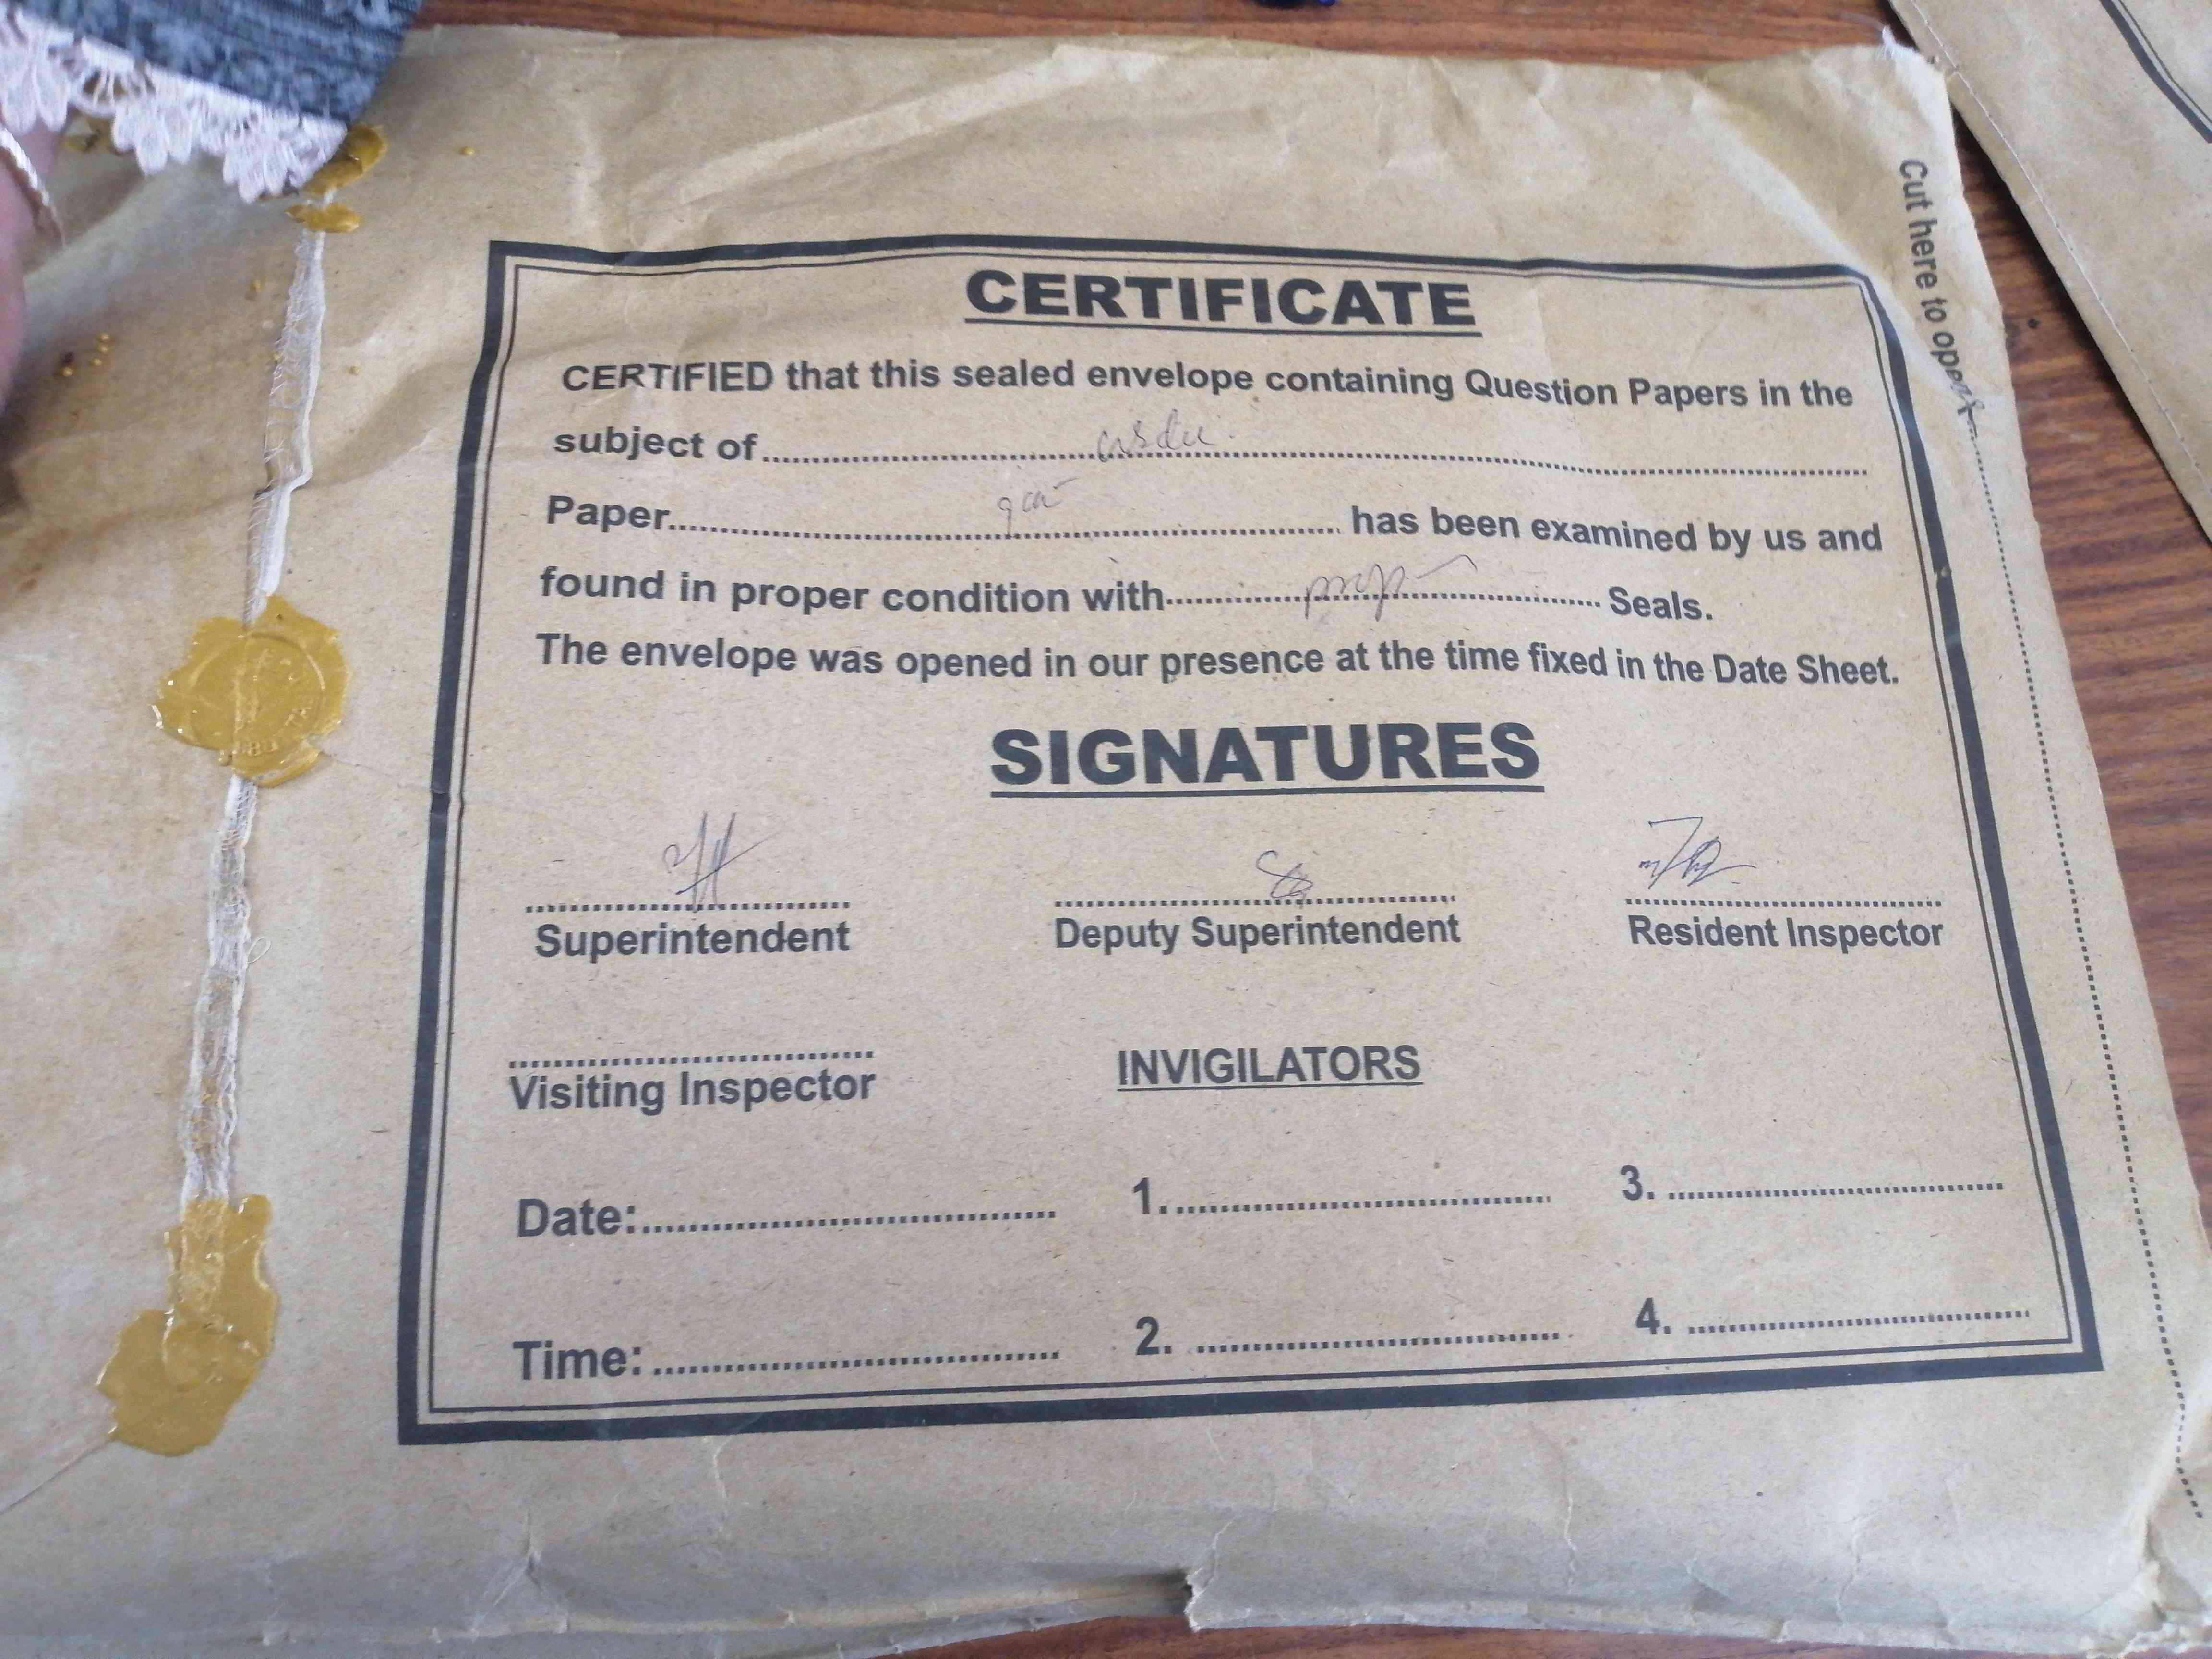 Cut here to open
CERTIFICATE
CERTIFIED that this sealed envelope containing Question Papers in the
subject of
Paper has been examined by us and
found in proper condition with Seals.
The envelope was opened in our presence at the time fixed in the Date Sheet.
SIGNATURES
Superintendent Deputy Superintendent Resident Inspector
Visiting Inspector INVIGILATORS
Date: 1. 3.
Time: 2. 4.